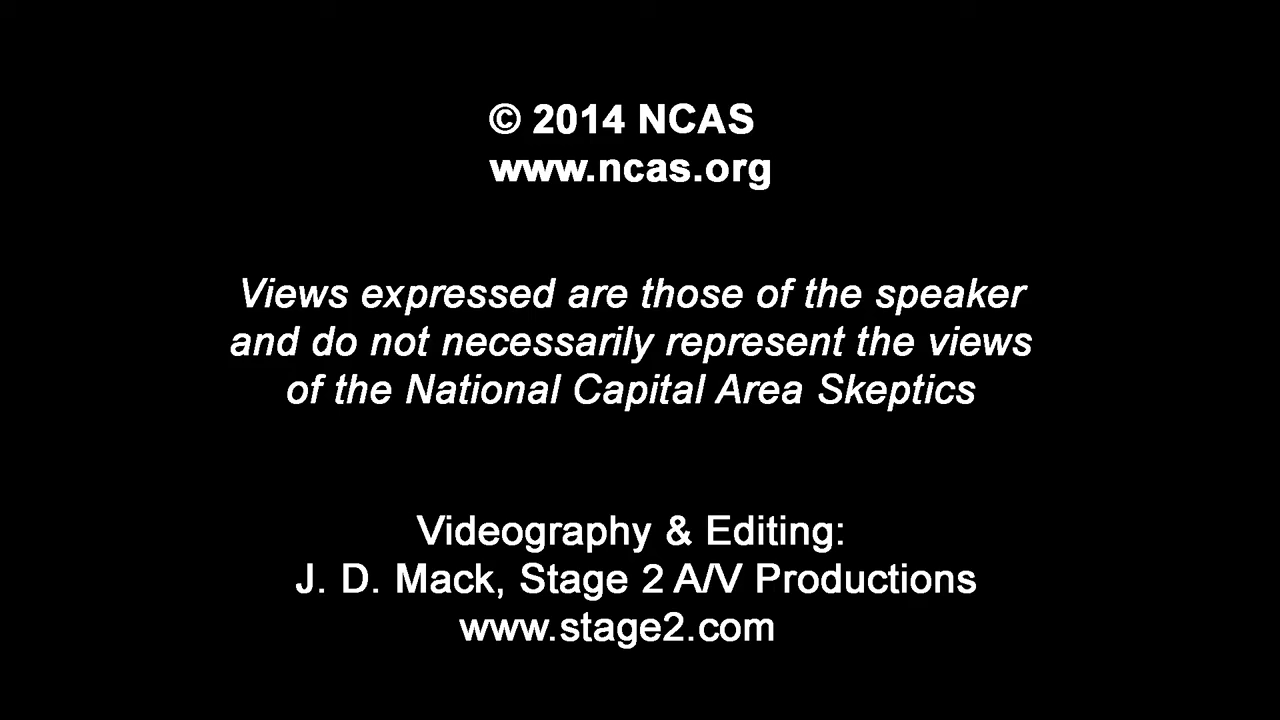 © 2014 NCAS
www.ncas.org
Views expressed are those of the speaker
and do not necessarily represent the views
of the National Capital Area Skeptics
Videography & Editing:
J. D. Mack, Stage 2 A/V Productions
www.stage2.com